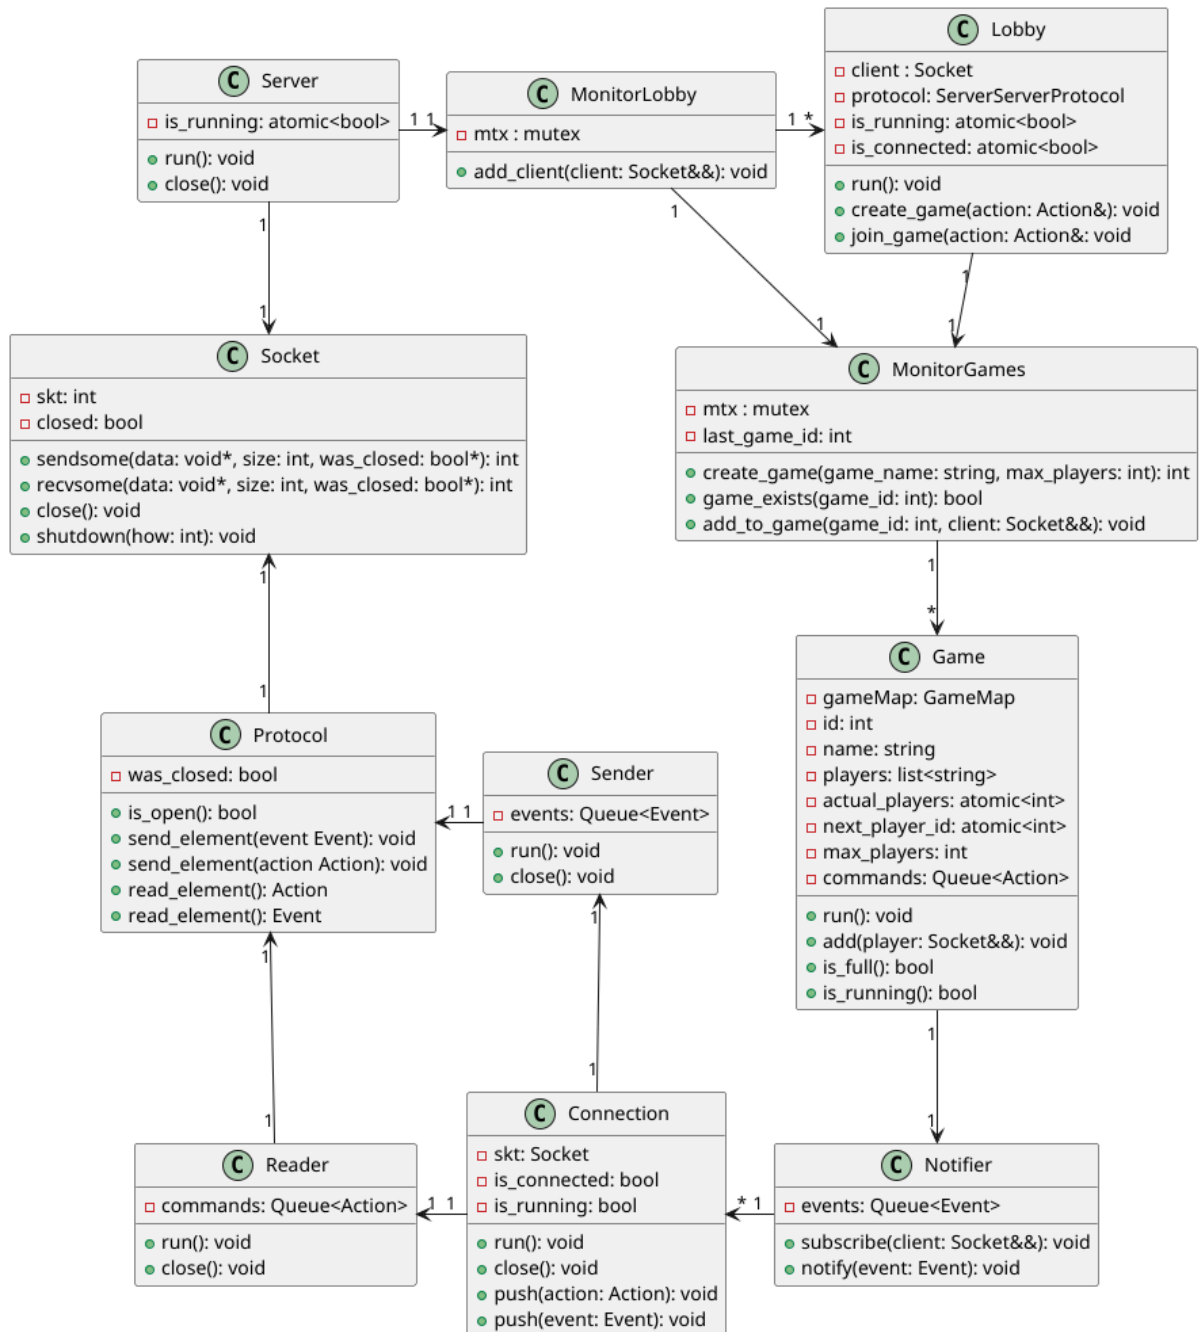 C Server
is_running: atomic<bool>
run(): void
close(): void
1 1
C MonitorLobby
mtx : mutex
add_client(client: Socket&&): void
1 *
C Lobby
client : Socket
protocol: ServerServerProtocol
is_running: atomic<bool>
is_connected: atomic<bool>
run(): void
create_game(action: Action&): void
join_game(action: Action&: void
1
1
1
1
1
1
C Socket
skt: int
closed: bool
sendsome(data: void*, size: int, was_closed: bool*): int
recvsome(data: void*, size: int, was_closed: bool*): int
close(): void
shutdown(how: int): void
C MonitorGames
mtx : mutex
last_game_id: int
create_game(game_name: string, max_players: int): int
game_exists(game_id: int): bool
add_to_game(game_id: int, client: Socket&&): void
1
1
1
*
C Game
gameMap: GameMap
id: int
name: string
players: list<string>
actual_players: atomic<int>
next_player_id: atomic<int>
max_players: int
commands: Queue<Action>
run(): void
add(player: Socket&&): void
is_full(): bool
is_running(): bool
C Protocol
was_closed: bool
is_open(): bool
send_element(event Event): void
send_element(action Action): void
read_element(): Action
read_element(): Event
1 1
C Sender
events: Queue<Event>
run(): void
close(): void
1
1
1
1
1
1
C Reader
commands: Queue<Action>
run(): void
close(): void
1 1
C Connection
skt: Socket
is_connected: bool
is_running: bool
run(): void
close(): void
push(action: Action): void
push(event: Event): void
* 1
C Notifier
events: Queue<Event>
subscribe(client: Socket&&): void
notify(event: Event): void